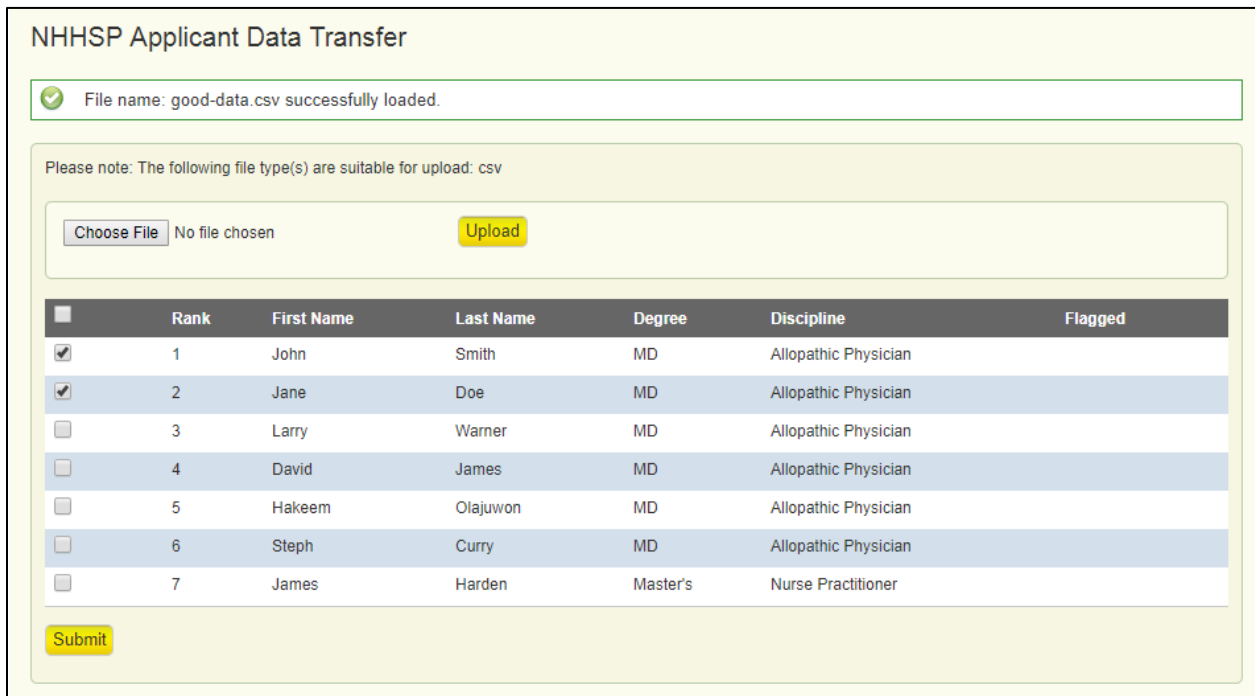 NHHSP Applicant Data Transfer
File name: good-data.csv successfully loaded.
Please note: The following file type(s) are suitable for upload: csv
Choose File No file chosen Upload
Rank First Name Last Name Degree Discipline Flagged
1 John Smith MD Allopathic Physician
2 Jane Doe MD Allopathic Physician
3 Larry Warner MD Allopathic Physician
4 David James MD Allopathic Physician
5 Hakeem Olajuwon MD Allopathic Physician
6 Steph Curry MD Allopathic Physician
7 James Harden Master's Nurse Practitioner
Submit